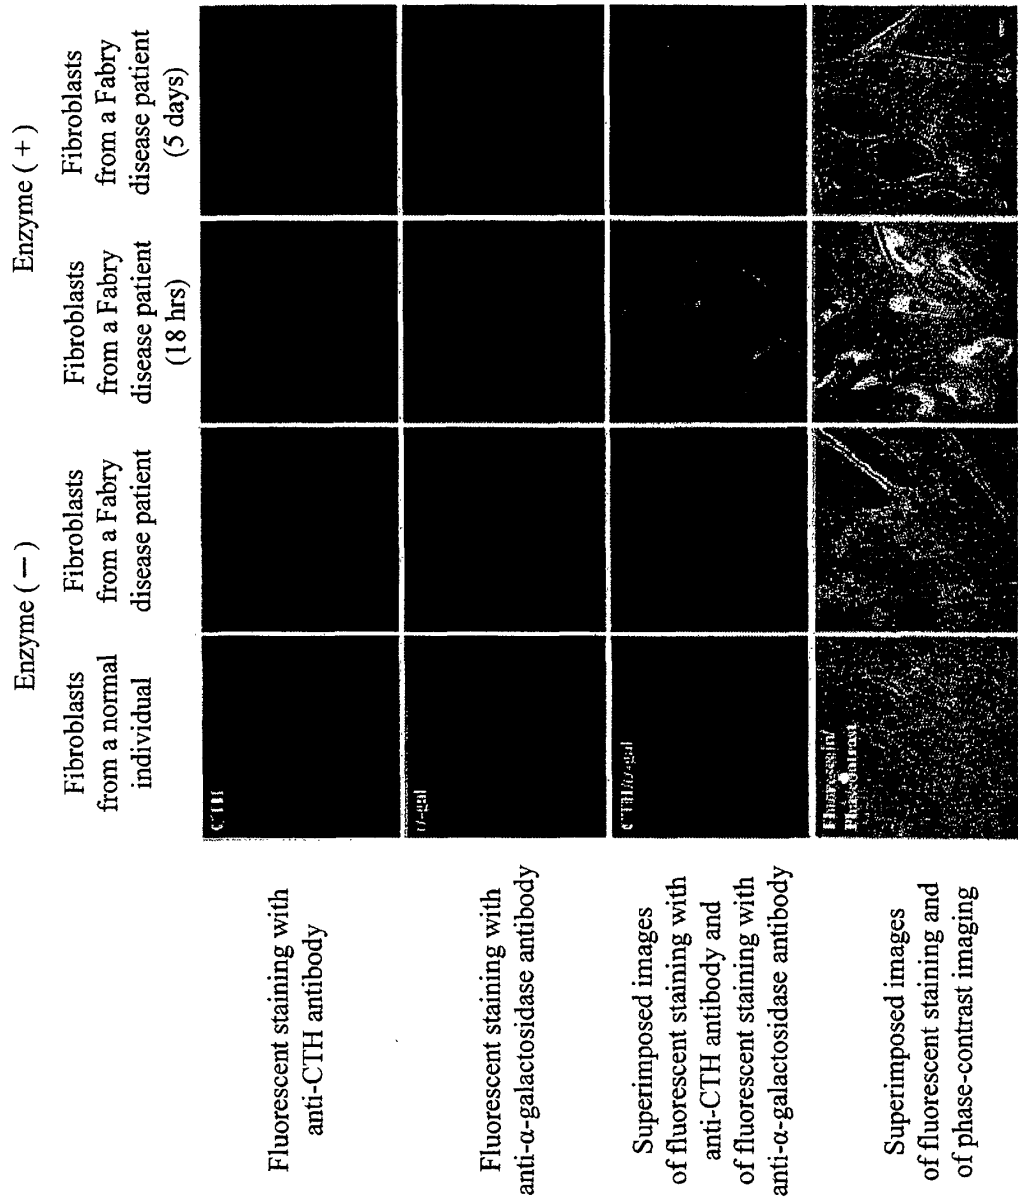 Enzyme ( — )
Enzyme ( + )
Fibroblasts
from a normal
individual
Fibroblasts
from a Fabry
disease patient
Fibroblasts
from a Fabry
disease patient
(18 hrs)
Fibroblasts
from a Fabry
disease patient
(5 days)
Fluorescent staining with
anti-CTH antibody
CTH
Fluorescent staining with
anti-α-galactosidase antibody
α-gal
Superimposed images
of fluorescent staining with
anti-CTH antibody and
of fluorescent staining with
anti-α-galactosidase antibody
CTH/α-gal
Superimposed images
of fluorescent staining and
of phase-contrast imaging